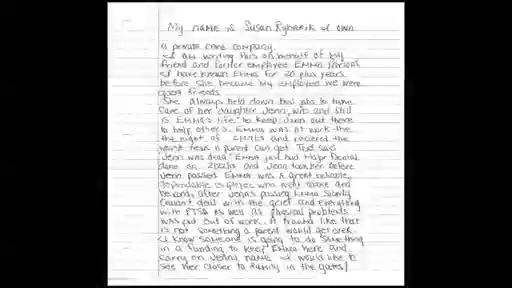 My name is Susan Rybarik & I own
a private care company.
I am writing this on behalf of my
friend and former employee Emma
I have known Emma for 20 plus years
before she became my employee we were
good friends.
She always held down two jobs to take
care of her daughter Jenn, was and still
is Emma's life. to keep Jenn out there
to help others. Emma was at work the
the night of and received the
worst news a parent can get Ted said
"Jenn was dead" Emma just had major Dental
done on and Jenn took her before
Jenn passed. Emma was a great reliable,
dependable employee who went above and
beyond, after Jenn's passing Emma simply
couldn't deal with the grief and everything
with PTSD as well as physical problems
was put out of work. A trauma like that
is not something a parent would get over.
I know someone is going to do something
in a funding to keep Emma here and
carry on Jenn's name. I would like to
see her closer to family in the gates/